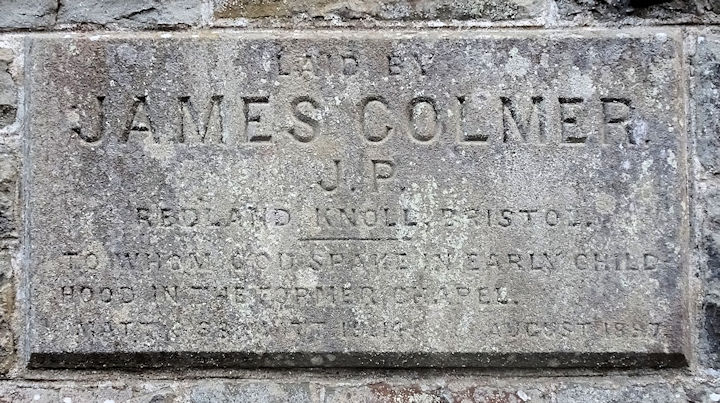 LAID BY
JAMES COLMER.
J. P.
REDLAND KNOLL, BRISTOL.
TO WHOM GOD SPAKE IN EARLY CHILD-
HOOD IN THE FORMER CHAPEL.
MATT AUGUST 1897